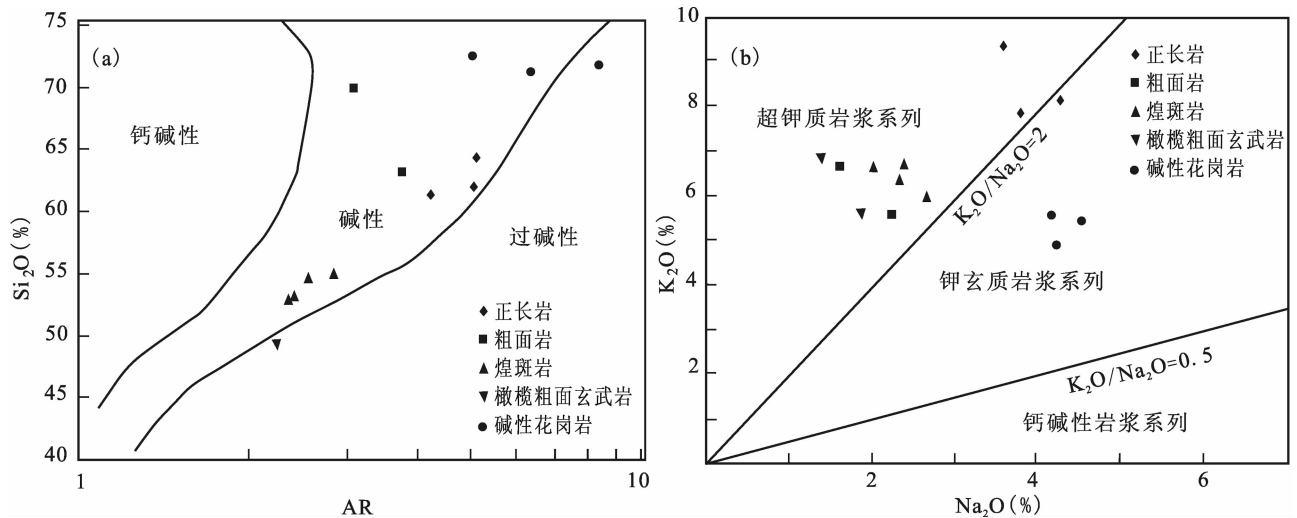 (a)
75
70
65
60
55
50
45
40
Si₂O(%)
钙碱性
碱性
过碱性
正长岩
粗面岩
煌斑岩
橄榄粗面玄武岩
碱性花岗岩
1
10
AR
(b)
10
8
6
4
2
K₂O(%)
超钾质岩浆系列
K₂O/Na₂O=2
正长岩
粗面岩
煌斑岩
橄榄粗面玄武岩
碱性花岗岩
钾玄质岩浆系列
K₂O/Na₂O=0.5
钙碱性岩浆系列
2
4
6
Na₂O(%)